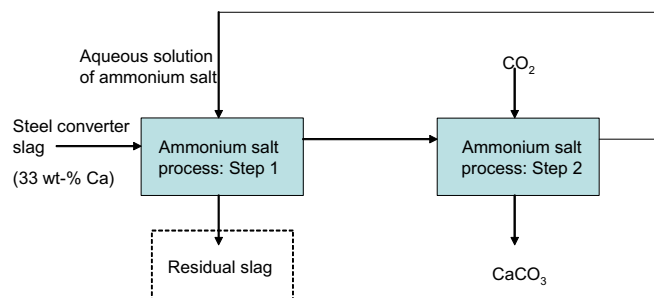 Aqueous solution
of ammonium salt
CO₂
Steel converter
slag
(33 wt-% Ca)
Ammonium salt
process: Step 1
Ammonium salt
process: Step 2
Residual slag
CaCO₃